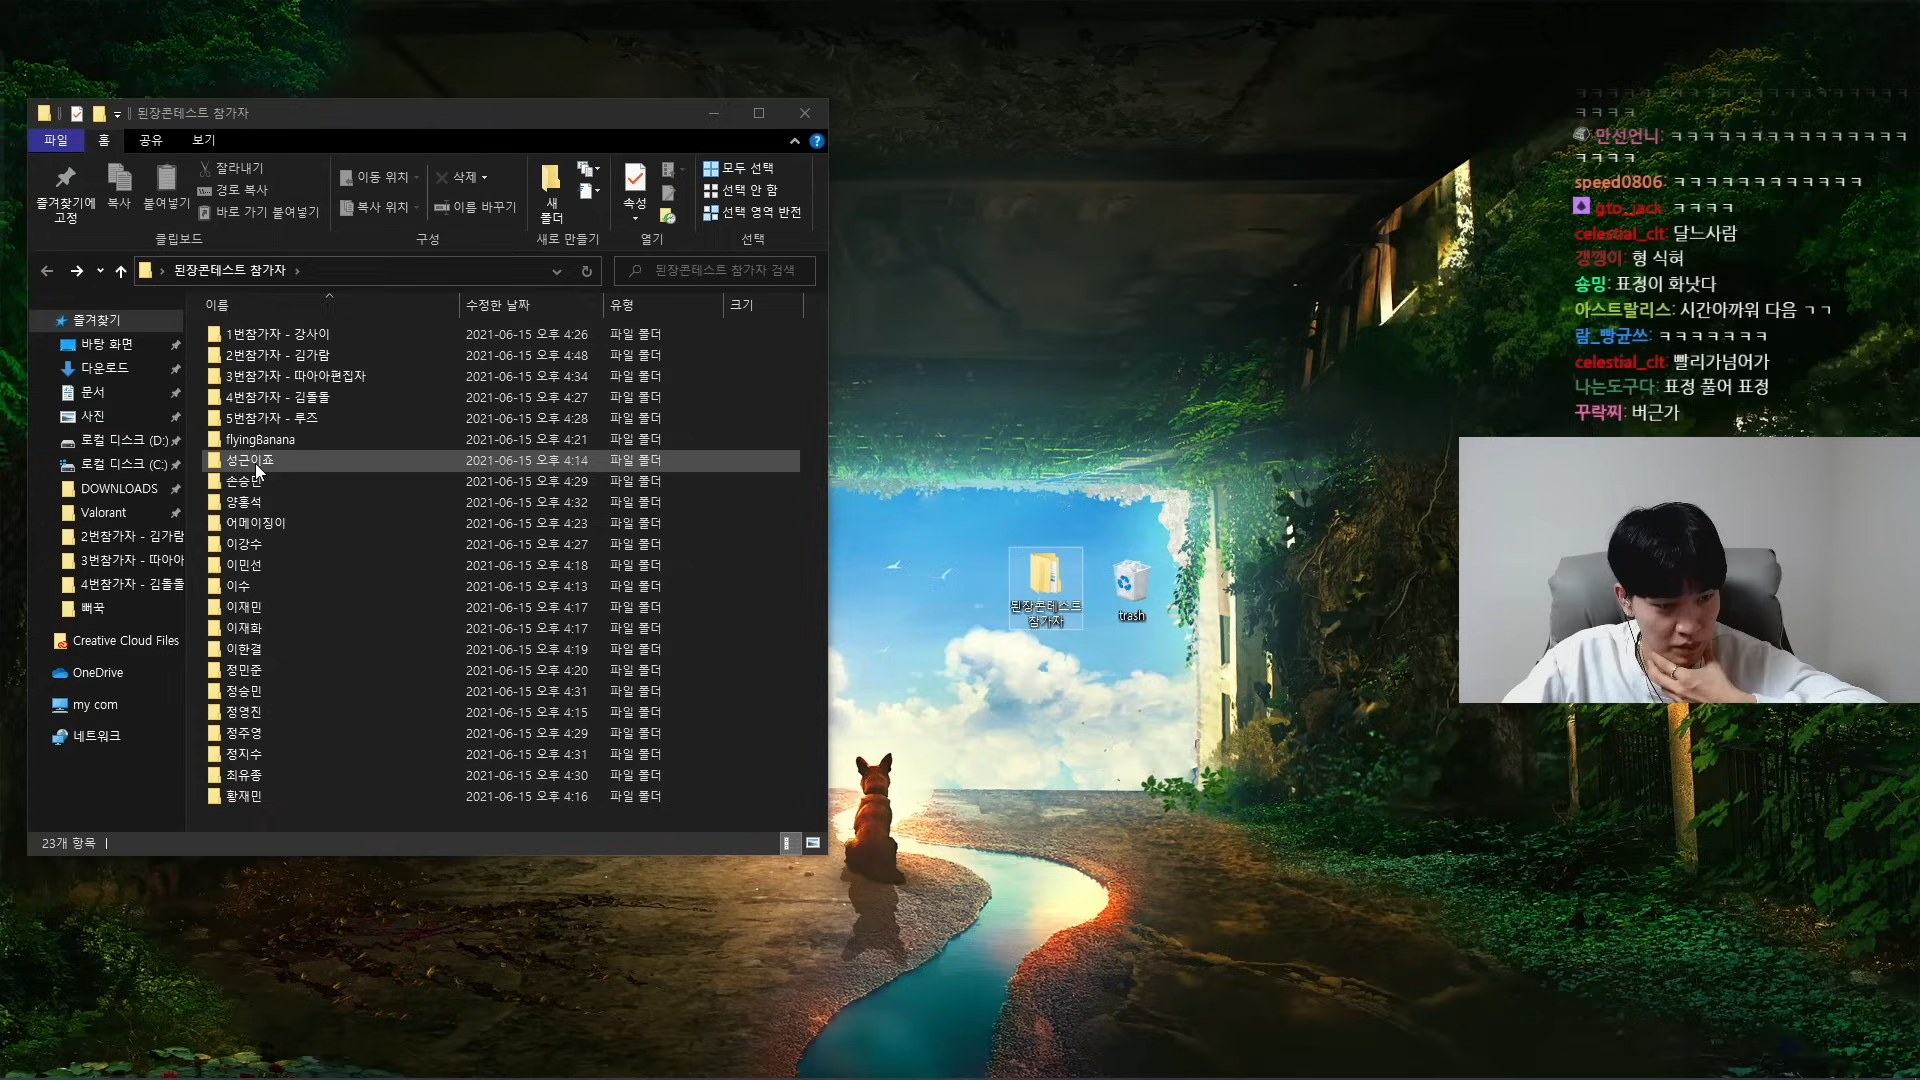 된장콘테스트 참가자
파일 홈 공유 보기
즐겨찾기에 고정
복사
붙여넣기
잘라내기
경로 복사
바로 가기 붙여넣기
클립보드
이동 위치
복사 위치
삭제
이름 바꾸기
구성
새 폴더
새로 만들기
속성
열기
모두 선택
선택 안 함
선택 영역 반전
선택
된장콘테스트 참가자
된장콘테스트 참가자 검색
이름 수정한 날짜 유형 크기
즐겨찾기
바탕 화면
다운로드
문서
사진
로컬 디스크 (D:)
로컬 디스크 (C:)
DOWNLOADS
Valorant
2번참가자 - 김가람
3번참가자 - 따아아
4번참가자 - 김돌돌
뻐꾹
Creative Cloud Files
OneDrive
my com
네트워크
1번참가자 - 강사이 2021-06-15 오후 4:26 파일 폴더
2번참가자 - 김가람 2021-06-15 오후 4:48 파일 폴더
3번참가자 - 따아아편집자 2021-06-15 오후 4:34 파일 폴더
4번참가자 - 김돌돌 2021-06-15 오후 4:27 파일 폴더
5번참가자 - 루즈 2021-06-15 오후 4:28 파일 폴더
flyingBanana 2021-06-15 오후 4:21 파일 폴더
성근이죠 2021-06-15 오후 4:14 파일 폴더
손승민 2021-06-15 오후 4:29 파일 폴더
양홍석 2021-06-15 오후 4:32 파일 폴더
어메이징이 2021-06-15 오후 4:23 파일 폴더
이강수 2021-06-15 오후 4:27 파일 폴더
이민선 2021-06-15 오후 4:18 파일 폴더
이수 2021-06-15 오후 4:13 파일 폴더
이재민 2021-06-15 오후 4:17 파일 폴더
이재화 2021-06-15 오후 4:17 파일 폴더
이한결 2021-06-15 오후 4:19 파일 폴더
정민준 2021-06-15 오후 4:20 파일 폴더
정승민 2021-06-15 오후 4:31 파일 폴더
정영진 2021-06-15 오후 4:15 파일 폴더
정주영 2021-06-15 오후 4:29 파일 폴더
정지수 2021-06-15 오후 4:31 파일 폴더
최유종 2021-06-15 오후 4:30 파일 폴더
황재민 2021-06-15 오후 4:16 파일 폴더
23개 항목
된장콘테스트
참가자
trash
ㅋㅋㅋㅋ
만선언니: ㅋㅋㅋㅋㅋㅋㅋㅋㅋㅋㅋㅋㅋㅋㅋ
ㅋㅋㅋㅋ
speed0806: ㅋㅋㅋㅋㅋㅋㅋㅋㅋㅋㅋㅋ
gto_jack: ㅋㅋㅋㅋ
celestial_clt: 달느사람
갱깽이: 형 식혀
숑밍: 표정이 화낫다
아스트랄리스: 시간아까워 다음 ㄱㄱ
람_빵균쓰: ㅋㅋㅋㅋㅋㅋㅋ
celestial_clt: 빨리가넘어가
나는도구다: 표정 풀어 표정
꾸락찌: 버근가